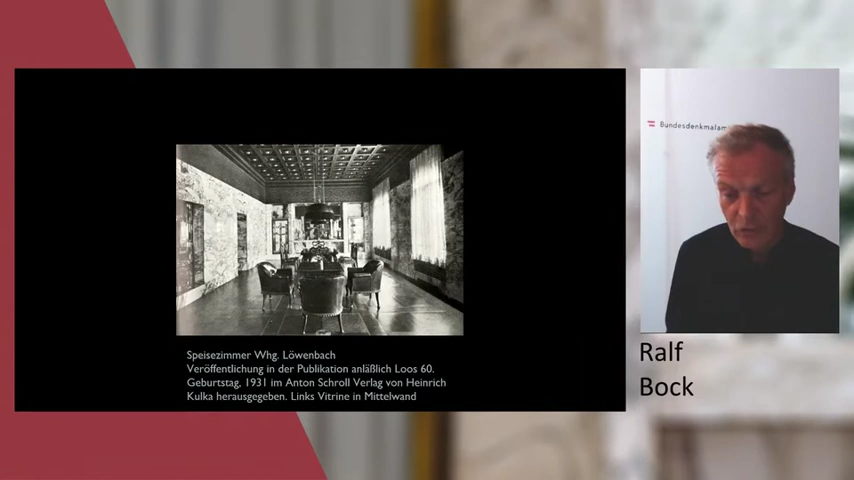 Bundesdenkmalam
Speisezimmer Whg. Löwenbach
Veröffentlichung in der Publikation anläßlich Loos 60.
Geburtstag, 1931 im Anton Schroll Verlag von Heinrich
Kulka herausgegeben. Links Vitrine in Mittelwand
Ralf
Bock